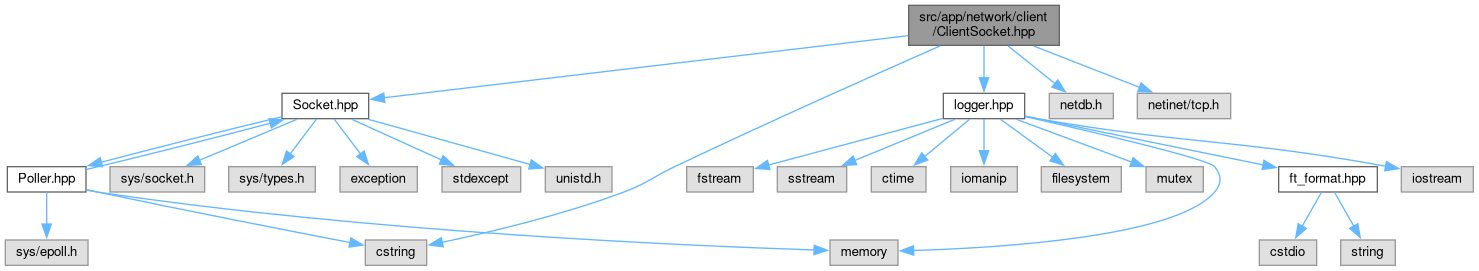 src/app/network/client
/ClientSocket.hpp
Socket.hpp
logger.hpp
netdb.h
netinet/tcp.h
Poller.hpp
sys/socket.h
sys/types.h
exception
stdexcept
unistd.h
fstream
sstream
ctime
iomanip
filesystem
mutex
ft_format.hpp
iostream
sys/epoll.h
cstring
memory
cstdio
string